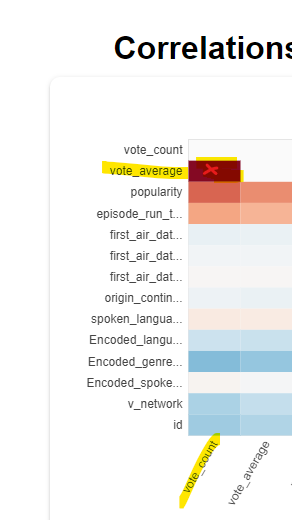 Correlations
vote_count
vote_average
popularity
episode_run_t...
first_air_dat...
first_air_dat...
first_air_dat...
origin_contin...
spoken_langua...
Encoded_langu...
Encoded_genre...
Encoded_spoke...
v_network
id
vote_count
vote_average